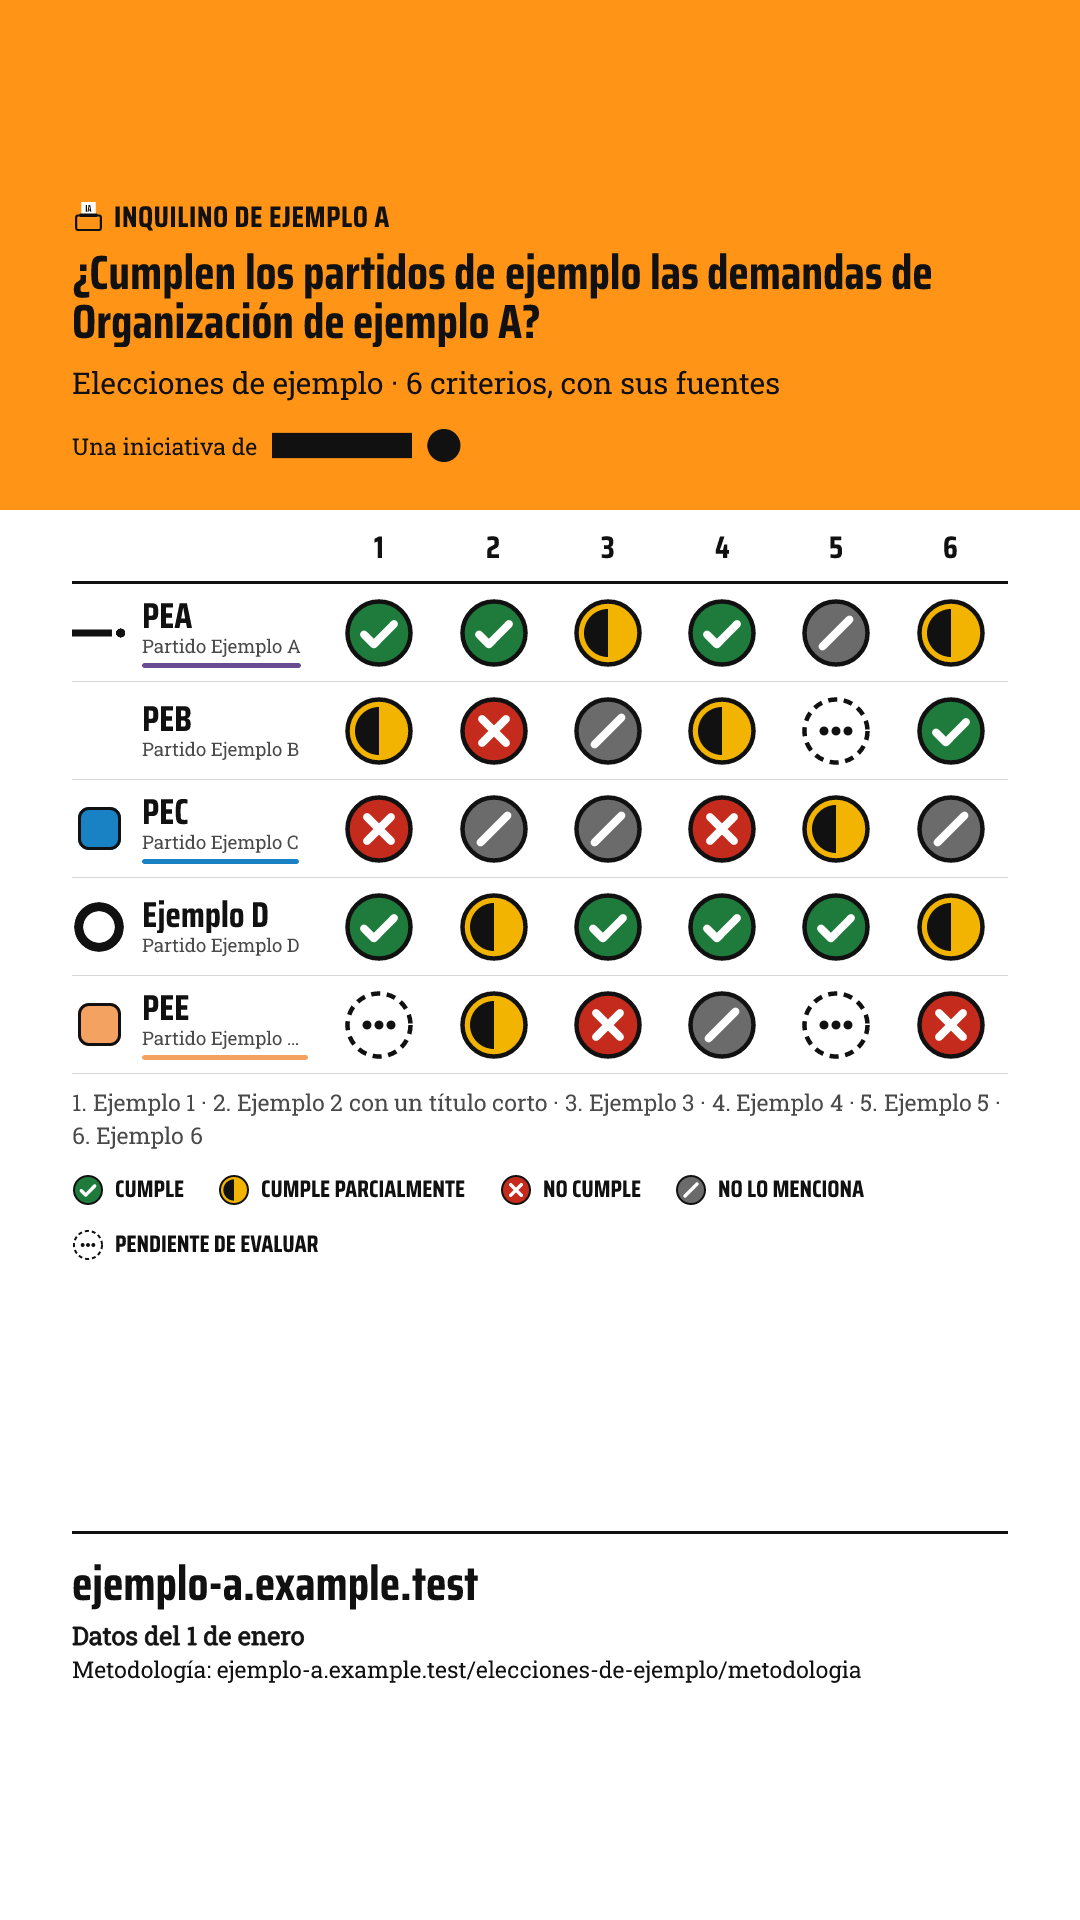 IA
INQUILINO DE EJEMPLO A
¿Cumplen los partidos de ejemplo las demandas de
Organización de ejemplo A?
Elecciones de ejemplo · 6 criterios, con sus fuentes
Una iniciativa de
1 2 3 4 5 6
PEA
Partido Ejemplo A
PEB
Partido Ejemplo B
PEC
Partido Ejemplo C
Ejemplo D
Partido Ejemplo D
PEE
Partido Ejemplo ...
1. Ejemplo 1 · 2. Ejemplo 2 con un título corto · 3. Ejemplo 3 · 4. Ejemplo 4 · 5. Ejemplo 5 ·
6. Ejemplo 6
CUMPLE CUMPLE PARCIALMENTE NO CUMPLE NO LO MENCIONA
PENDIENTE DE EVALUAR
ejemplo-a.example.test
Datos del 1 de enero
Metodología: ejemplo-a.example.test/elecciones-de-ejemplo/metodologia